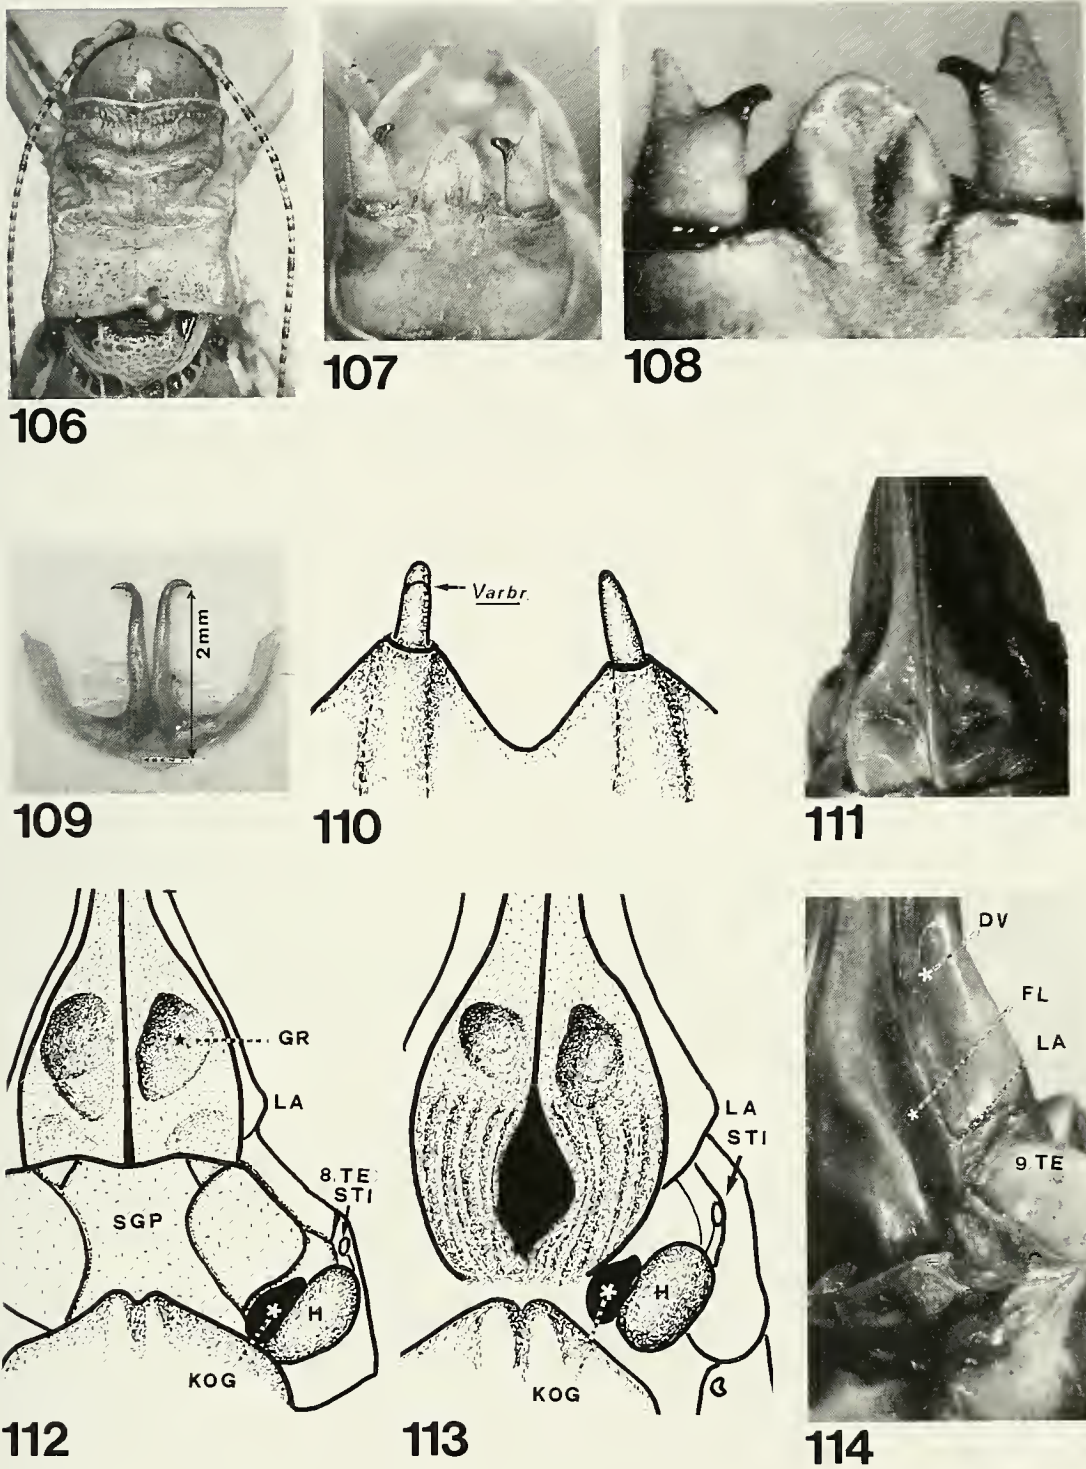 106
107
108
2mm
109
Varbr.
110
111
GR
LA
8.TE
STI
SGP
H
KOG
112
LA
STI
H
KOG
113
DV
FL
LA
9.TE
114